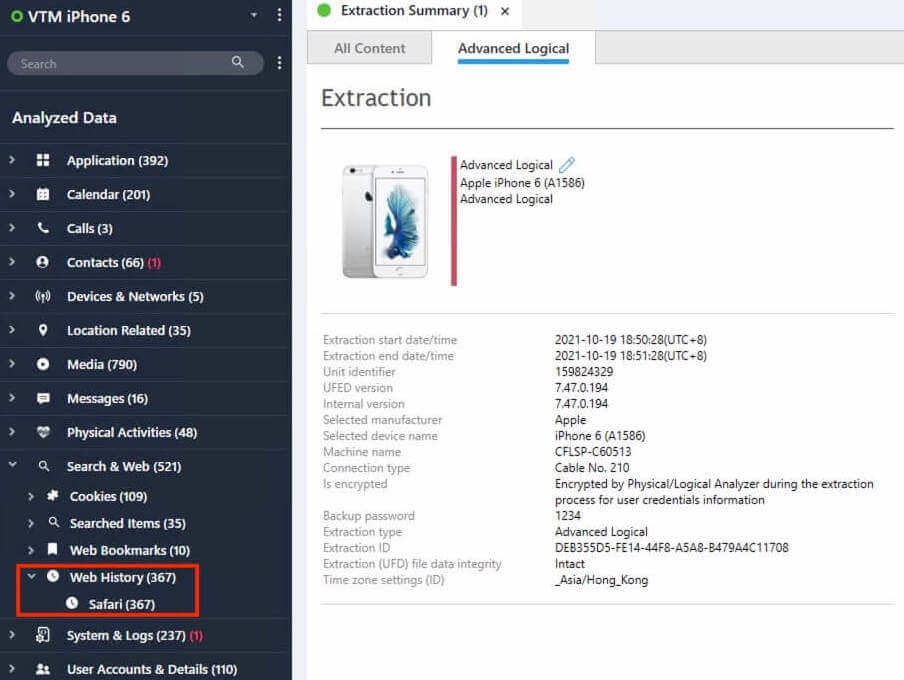 VTM iPhone 6
Search
Analyzed Data
Application (392)
Calendar (201)
Calls (3)
Contacts (66) (1)
Devices & Networks (5)
Location Related (35)
Media (790)
Messages (16)
Physical Activities (48)
Search & Web (521)
Cookies (109)
Searched Items (35)
Web Bookmarks (10)
Web History (367)
Safari (367)
System & Logs (237) (1)
User Accounts & Details (110)
Extraction Summary (1) ×
All Content
Advanced Logical
Extraction
Advanced Logical
Apple iPhone 6 (A1586)
Advanced Logical
Extraction start date/time 2021-10-19 18:50:28(UTC+8)
Extraction end date/time 2021-10-19 18:51:28(UTC+8)
Unit identifier 159824329
UFED version 7.47.0.194
Internal version 7.47.0.194
Selected manufacturer Apple
Selected device name iPhone 6 (A1586)
Machine name CFLSP-C60513
Connection type Cable No. 210
Is encrypted Encrypted by Physical/Logical Analyzer during the extraction
process for user credentials information
Backup password 1234
Extraction type Advanced Logical
Extraction ID DEB355D5-FE14-44F8-A5A8-B479A4C11708
Extraction (UFD) file data integrity Intact
Time zone settings (ID) _Asia/Hong_Kong